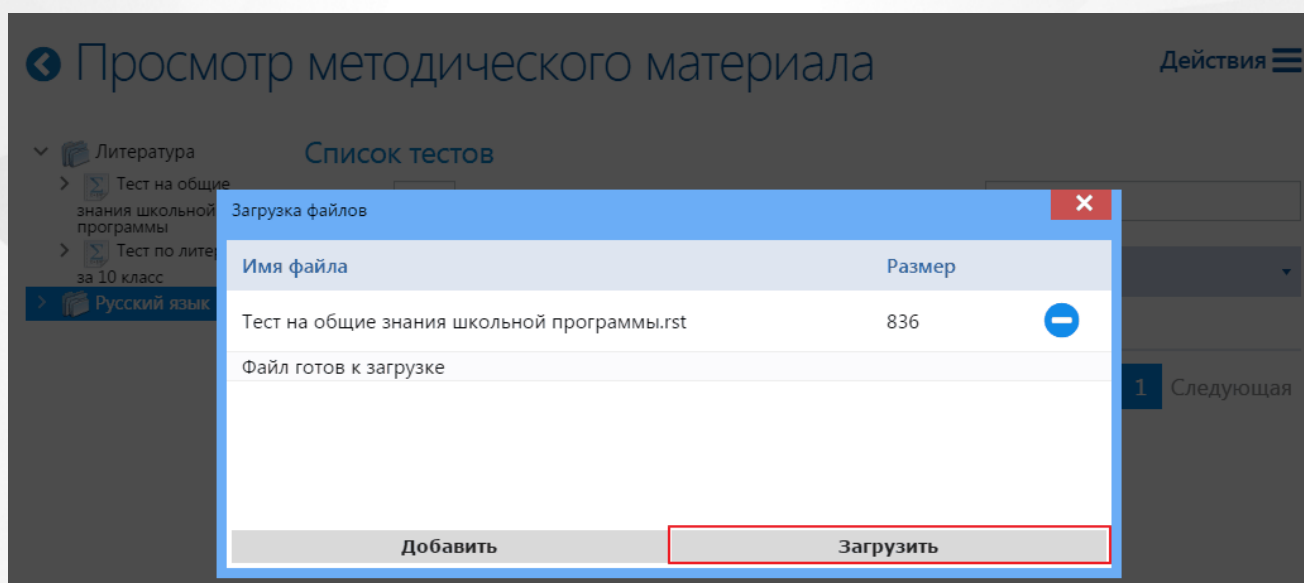 Просмотр методического материала
Действия
Литература
Список тестов
Тест на общие
знания школьной
программы
Тест по
за 10 класс
Русский язык
Загрузка файлов
Имя файла Размер
Тест на общие знания школьной программы.rst 836
Файл готов к загрузке
1 Следующая
Добавить Загрузить